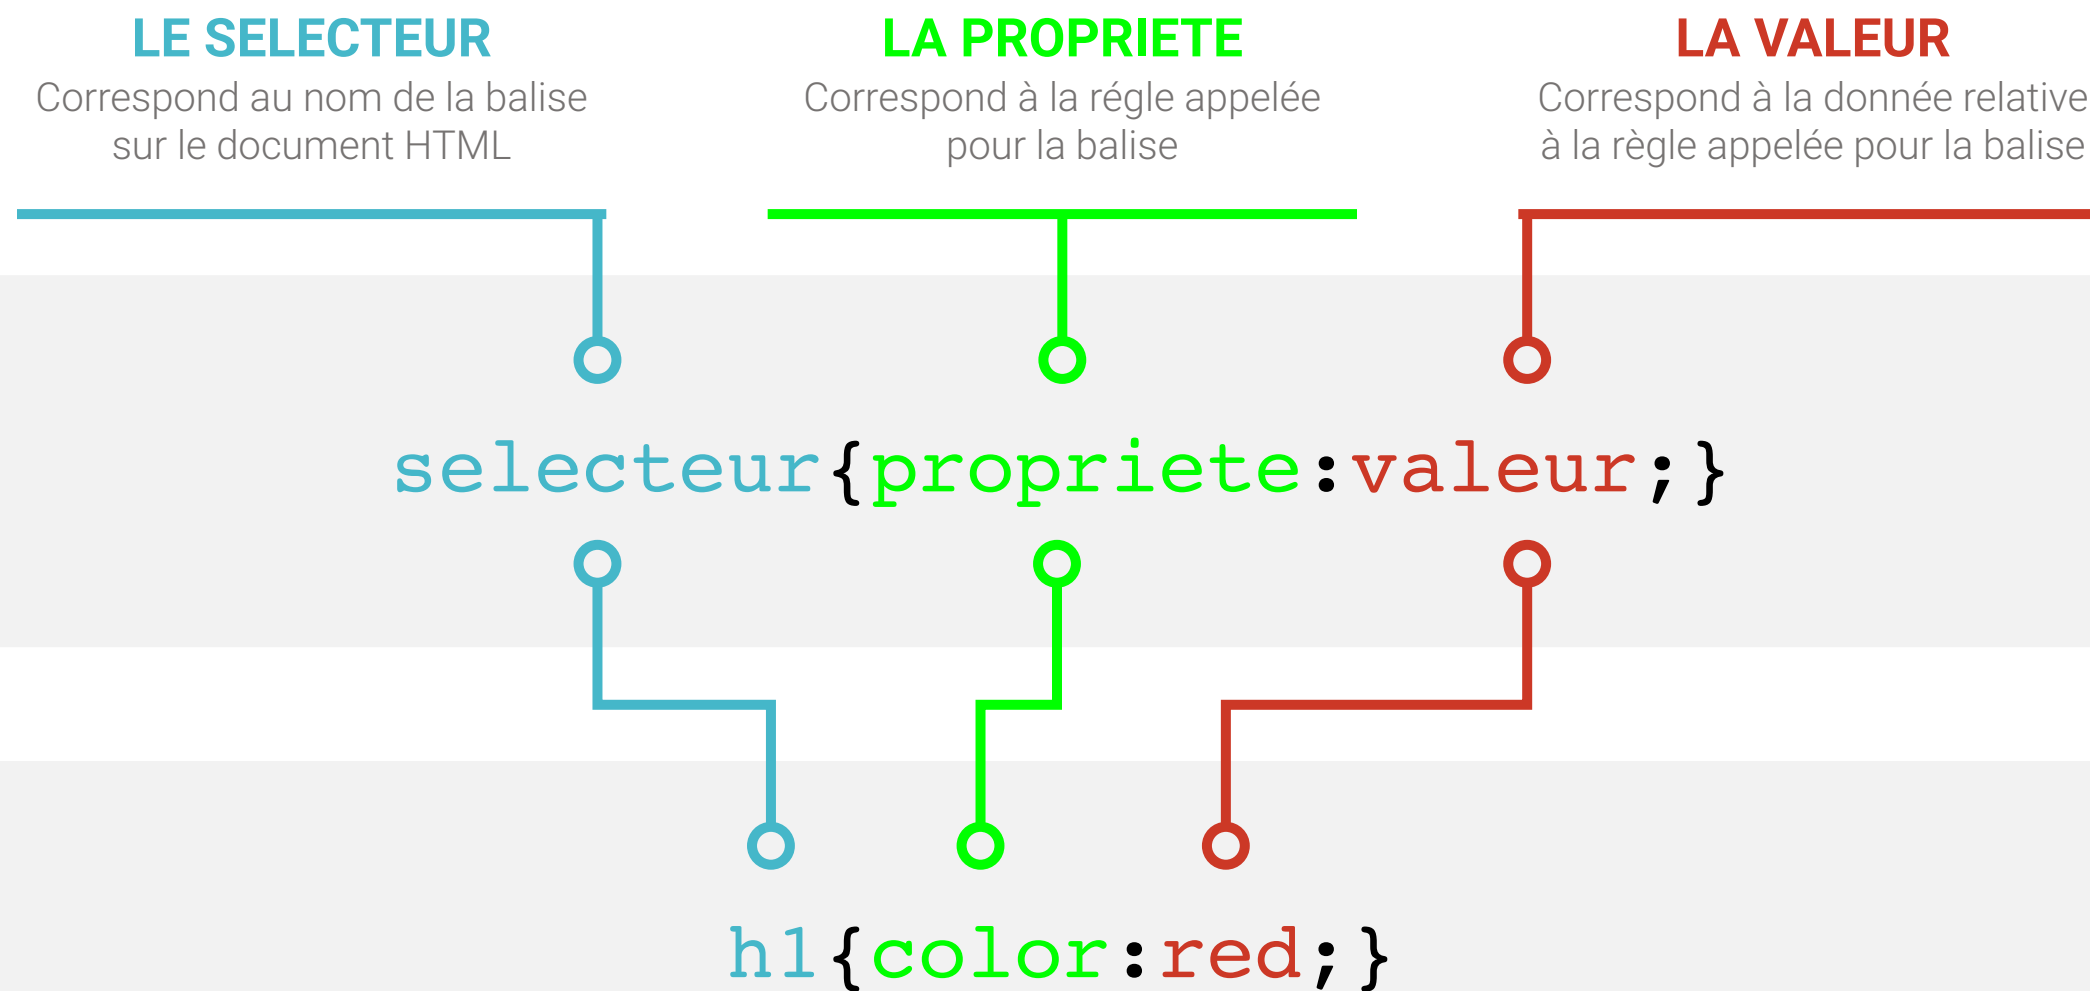 LE SELECTEUR
Correspond au nom de la balise
sur le document HTML
LA PROPRIETE
Correspond à la régle appelée
pour la balise
LA VALEUR
Correspond à la donnée relative
à la règle appelée pour la balise
selecteur{propriete:valeur;}
h1{color:red;}